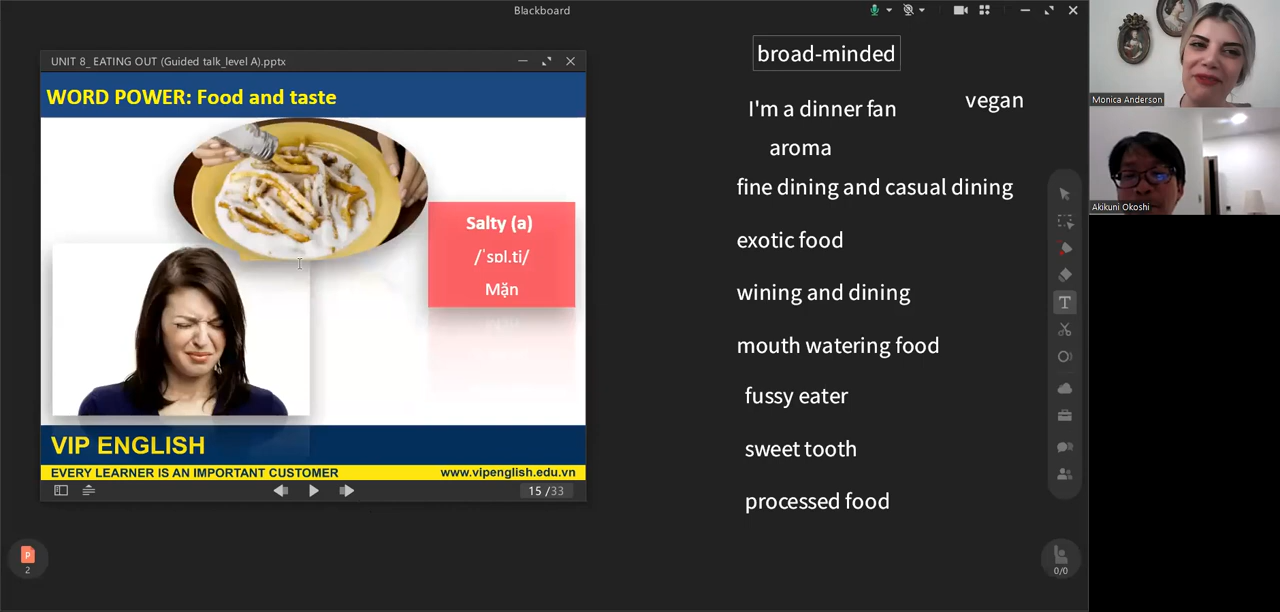 Blackboard
UNIT 8_ EATING OUT (Guided talk_level A).pptx
WORD POWER: Food and taste
Salty (a)
/ˈsɒl.ti/
Mặn
VIP ENGLISH
EVERY LEARNER IS AN IMPORTANT CUSTOMER
www.vipenglish.edu.vn
15 /33
P
2
broad-minded
I'm a dinner fan
vegan
aroma
fine dining and casual dining
exotic food
wining and dining
mouth watering food
fussy eater
sweet tooth
processed food
T
0/0
Monica Anderson
Akikuni Okoshi